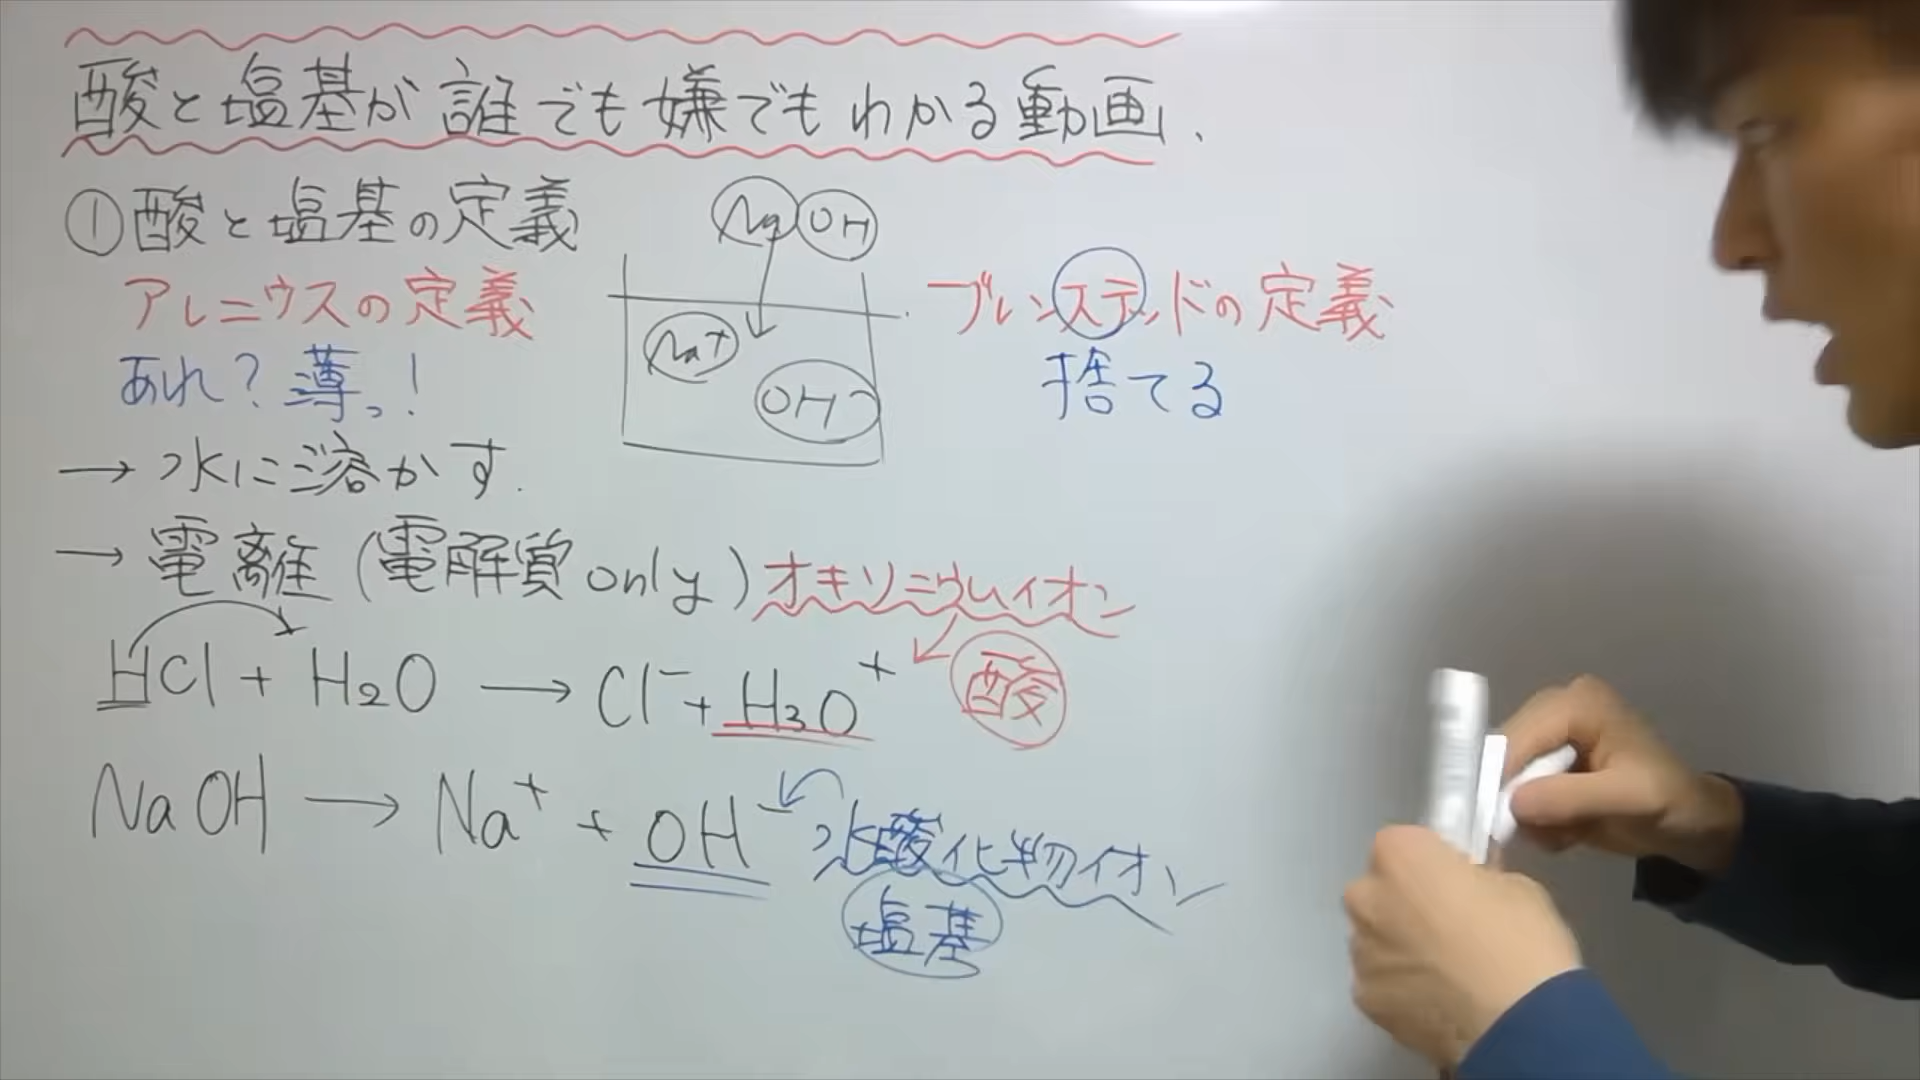 酸と塩基が誰でも嫌でもわかる動画、
①酸と塩基の定義
アレニウスの定義
あれ？薄っ！
→水に溶かす.
→電離(電解質only)
HCl + H2O → Cl⁻ + H3O⁺
オキソニウムイオン
酸
NaOH → Na⁺ + OH⁻
水酸化物イオン
塩基
Na OH
Na+
OH⁻
ブレンステッドの定義
捨てる